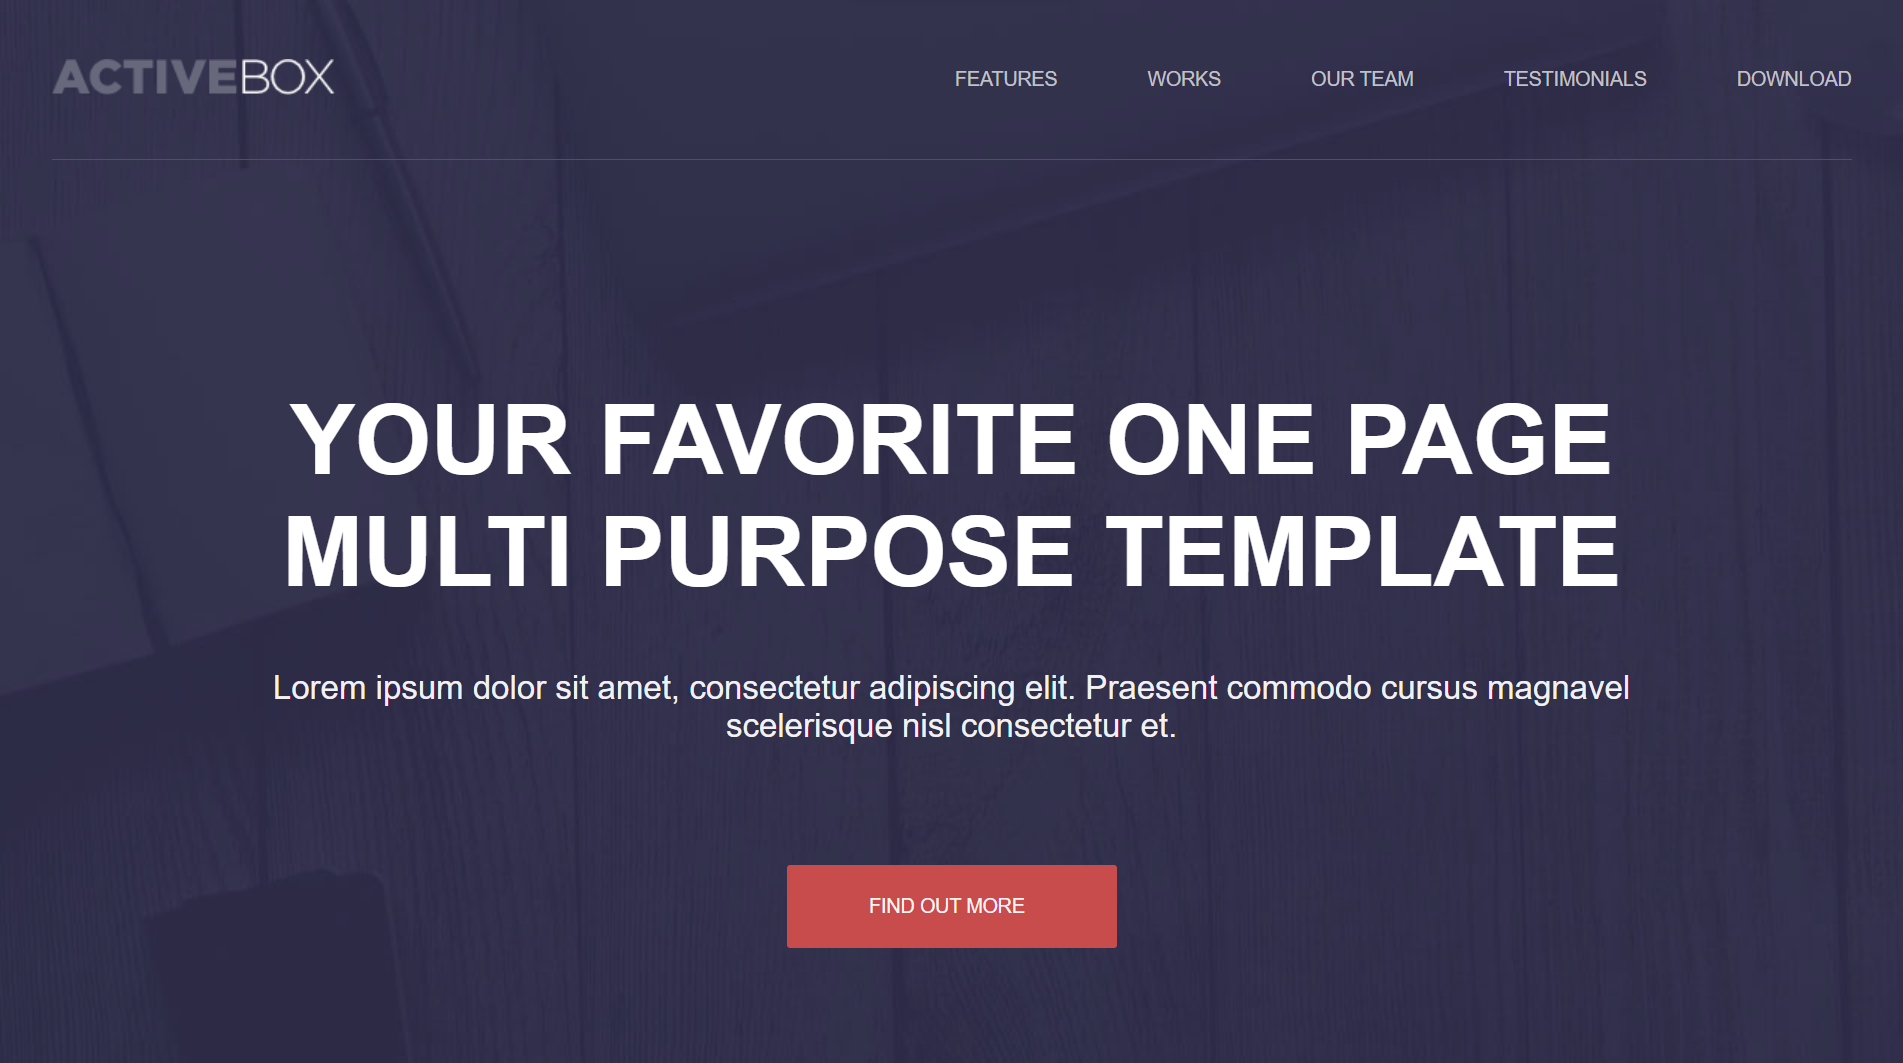 ACTIVEBOX
FEATURES WORKS OUR TEAM TESTIMONIALS DOWNLOAD
YOUR FAVORITE ONE PAGE
MULTI PURPOSE TEMPLATE
Lorem ipsum dolor sit amet, consectetur adipiscing elit. Praesent commodo cursus magnavel
scelerisque nisl consectetur et.
FIND OUT MORE